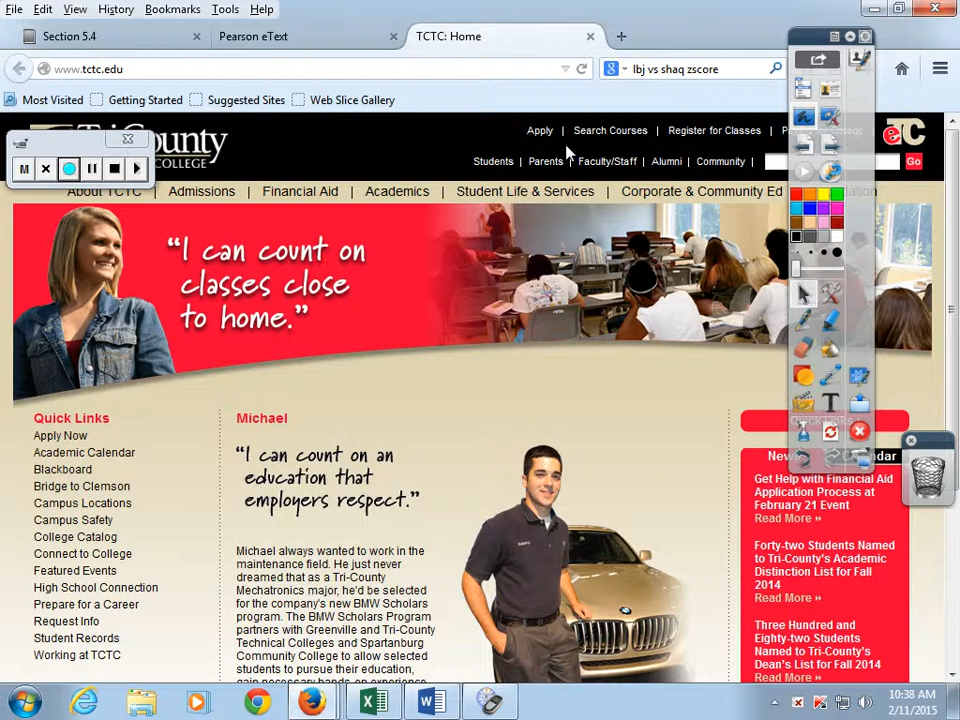 File Edit View History Bookmarks Tools Help
Section 5.4
Pearson eText
TCTC: Home
www.tctc.edu
lbj vs shaq zscore
Most Visited Getting Started Suggested Sites Web Slice Gallery
Apply | Search Courses | Register for Classes |
Students | Parents | Faculty/Staff | Alumni | Community |
Go
eTC
TriCounty
COLLEGE
M
About TCTC | Admissions | Financial Aid | Academics | Student Life & Services | Corporate & Community Ed
“I can count on
classes close
to home.”
Quick Links
Apply Now
Academic Calendar
Blackboard
Bridge to Clemson
Campus Locations
Campus Safety
College Catalog
Connect to College
Featured Events
High School Connection
Prepare for a Career
Request Info
Student Records
Working at TCTC
Michael
“I can count on an
education that
employers respect.”
Michael always wanted to work in the
maintenance field. He just never
dreamed that as a Tri-County
Mechatronics major, he'd be selected
for the company's new BMW Scholars
program. The BMW Scholars Program
partners with Greenville and Tri-County
Technical Colleges and Spartanburg
Community College to allow selected
students to pursue their education,
gain necessary hands-on experience
T
News Calendar
Get Help with Financial Aid
Application Process at
February 21 Event
Read More »
Forty-two Students Named
to Tri-County's Academic
Distinction List for Fall
2014
Read More »
Three Hundred and
Eighty-two Students
Named to Tri-County's
Dean's List for Fall 2014
Read More »
10:38 AM
2/11/2015